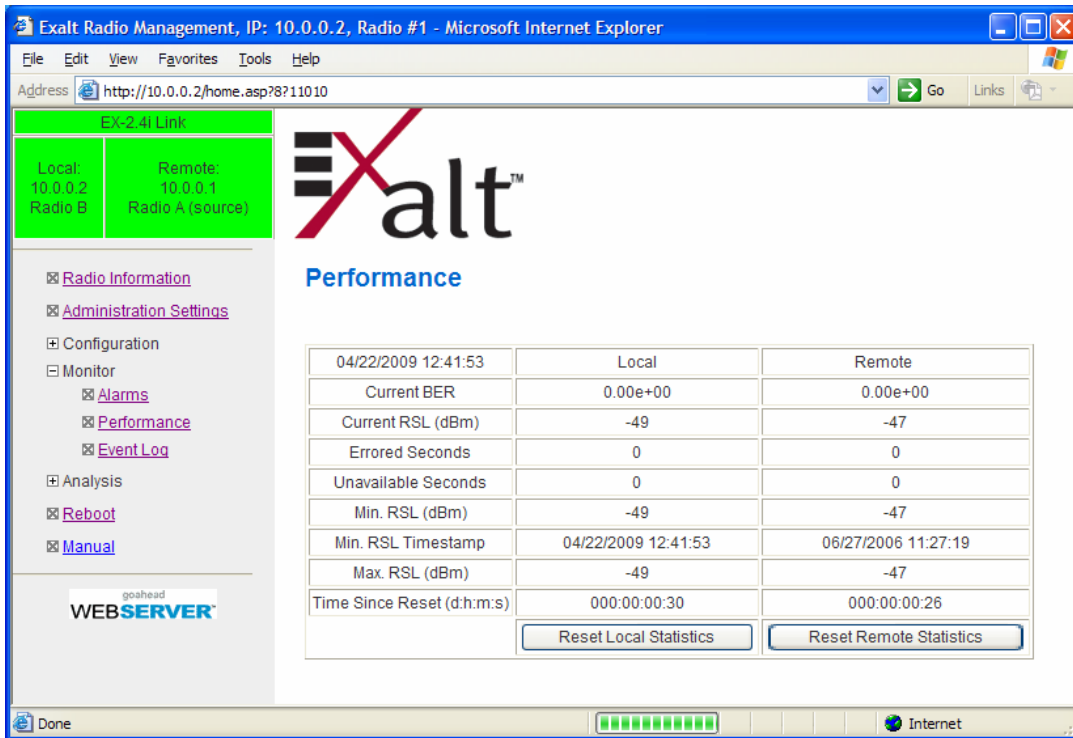 Exalt Radio Management, IP: 10.0.0.2, Radio #1 - Microsoft Internet Explorer
File Edit View Favorites Tools Help
Address http://10.0.0.2/home.asp?8?11010 Go Links
EX-2.4i Link
Local:
10.0.0.2
Radio B
Remote:
10.0.0.1
Radio A (source)
Exalt™
Radio Information
Administration Settings
Configuration
Monitor
Alarms
Performance
Event Log
Analysis
Reboot
Manual
goahead
WEBSERVER
Performance
04/22/2009 12:41:53 Local Remote
Current BER 0.00e+00 0.00e+00
Current RSL (dBm) -49 -47
Errored Seconds 0 0
Unavailable Seconds 0 0
Min. RSL (dBm) -49 -47
Min. RSL Timestamp 04/22/2009 12:41:53 06/27/2006 11:27:19
Max. RSL (dBm) -49 -47
Time Since Reset (d:h:m:s) 000:00:00:30 000:00:00:26
Reset Local Statistics Reset Remote Statistics
Done Internet